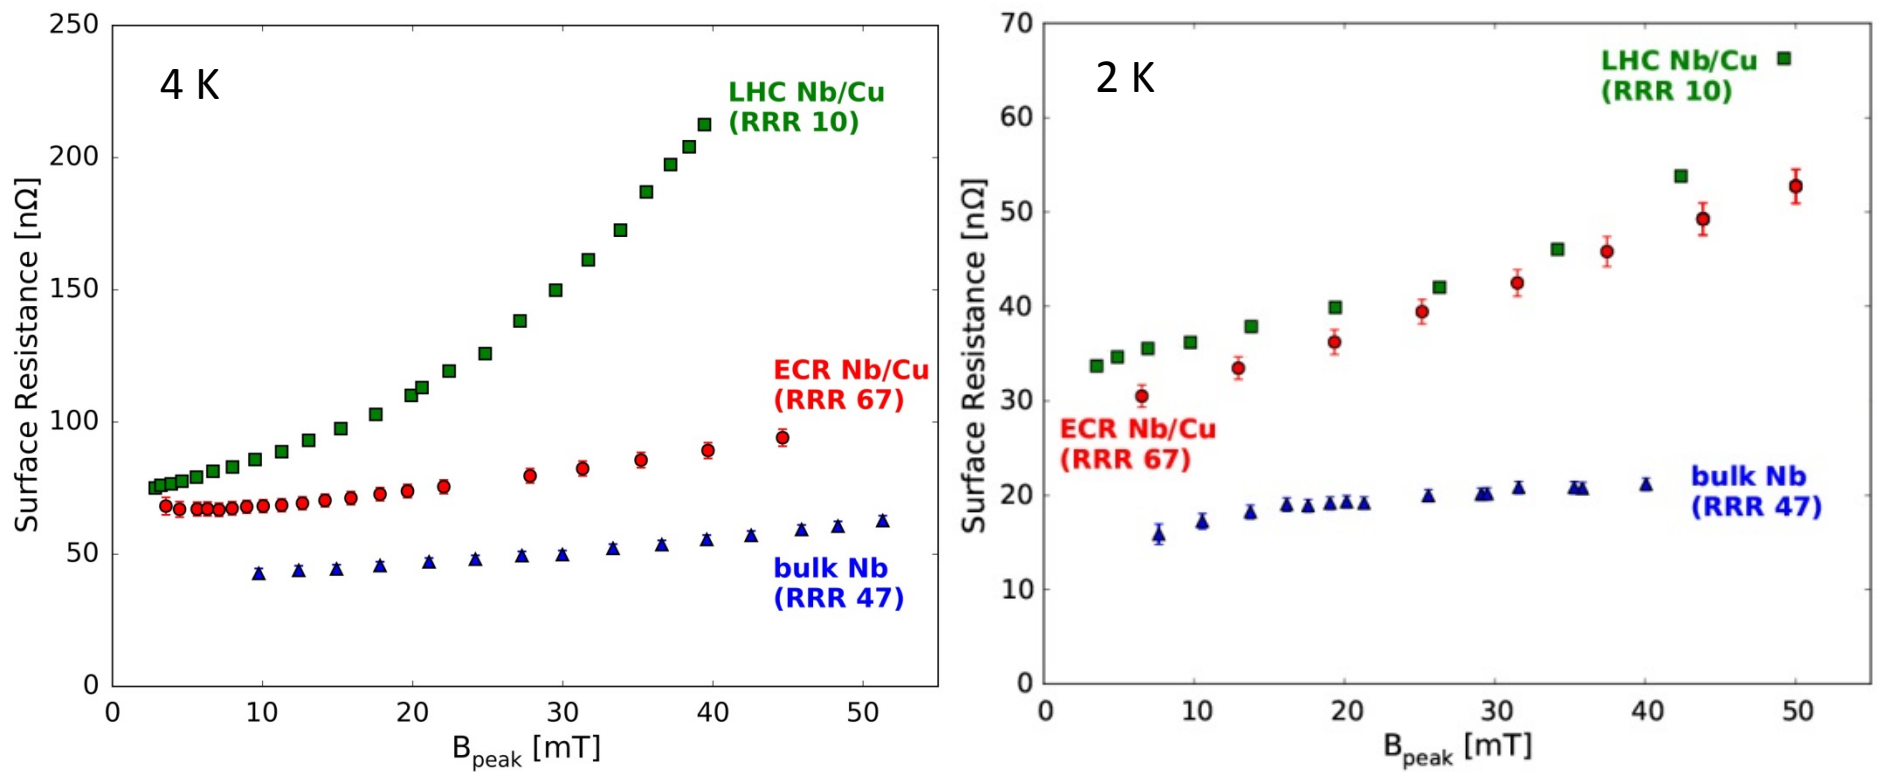 250
200
150
100
50
0
Surface Resistance [nΩ]
4 K
LHC Nb/Cu
(RRR 10)
ECR Nb/Cu
(RRR 67)
bulk Nb
(RRR 47)
0 10 20 30 40 50
Bpeak [mT]
70
60
50
40
30
20
10
0
Surface Resistance [nΩ]
2 K
LHC Nb/Cu
(RRR 10)
ECR Nb/Cu
(RRR 67)
bulk Nb
(RRR 47)
0 10 20 30 40 50
Bpeak [mT]